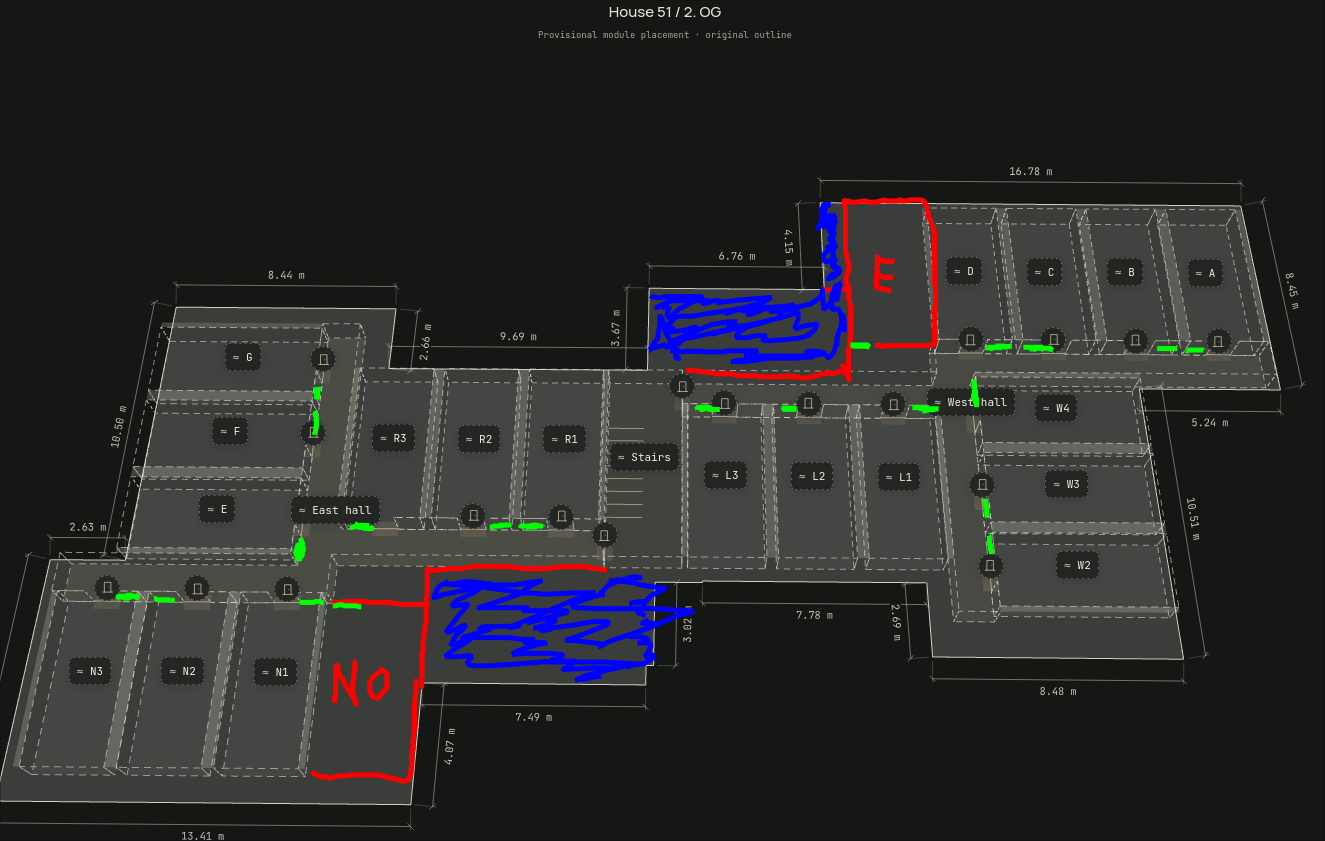 House 51 / 2. OG
Provisional module placement · original outline
16.78 m
4.15 m
8.45 m
6.76 m
E
≈ D
≈ C
≈ B
≈ A
8.44 m
2.66 m
9.69 m
3.67 m
≈ G
10.50 m
≈ F
≈ E
≈ R3
≈ R2
≈ R1
≈ Stairs
≈ L3
≈ L2
≈ L1
≈ West hall
≈ W4
5.24 m
≈ W3
10.51 m
≈ W2
≈ East hall
2.63 m
3.02 m
7.78 m
2.69 m
8.48 m
≈ N3
≈ N2
≈ N1
NO
7.49 m
4.07 m
13.41 m